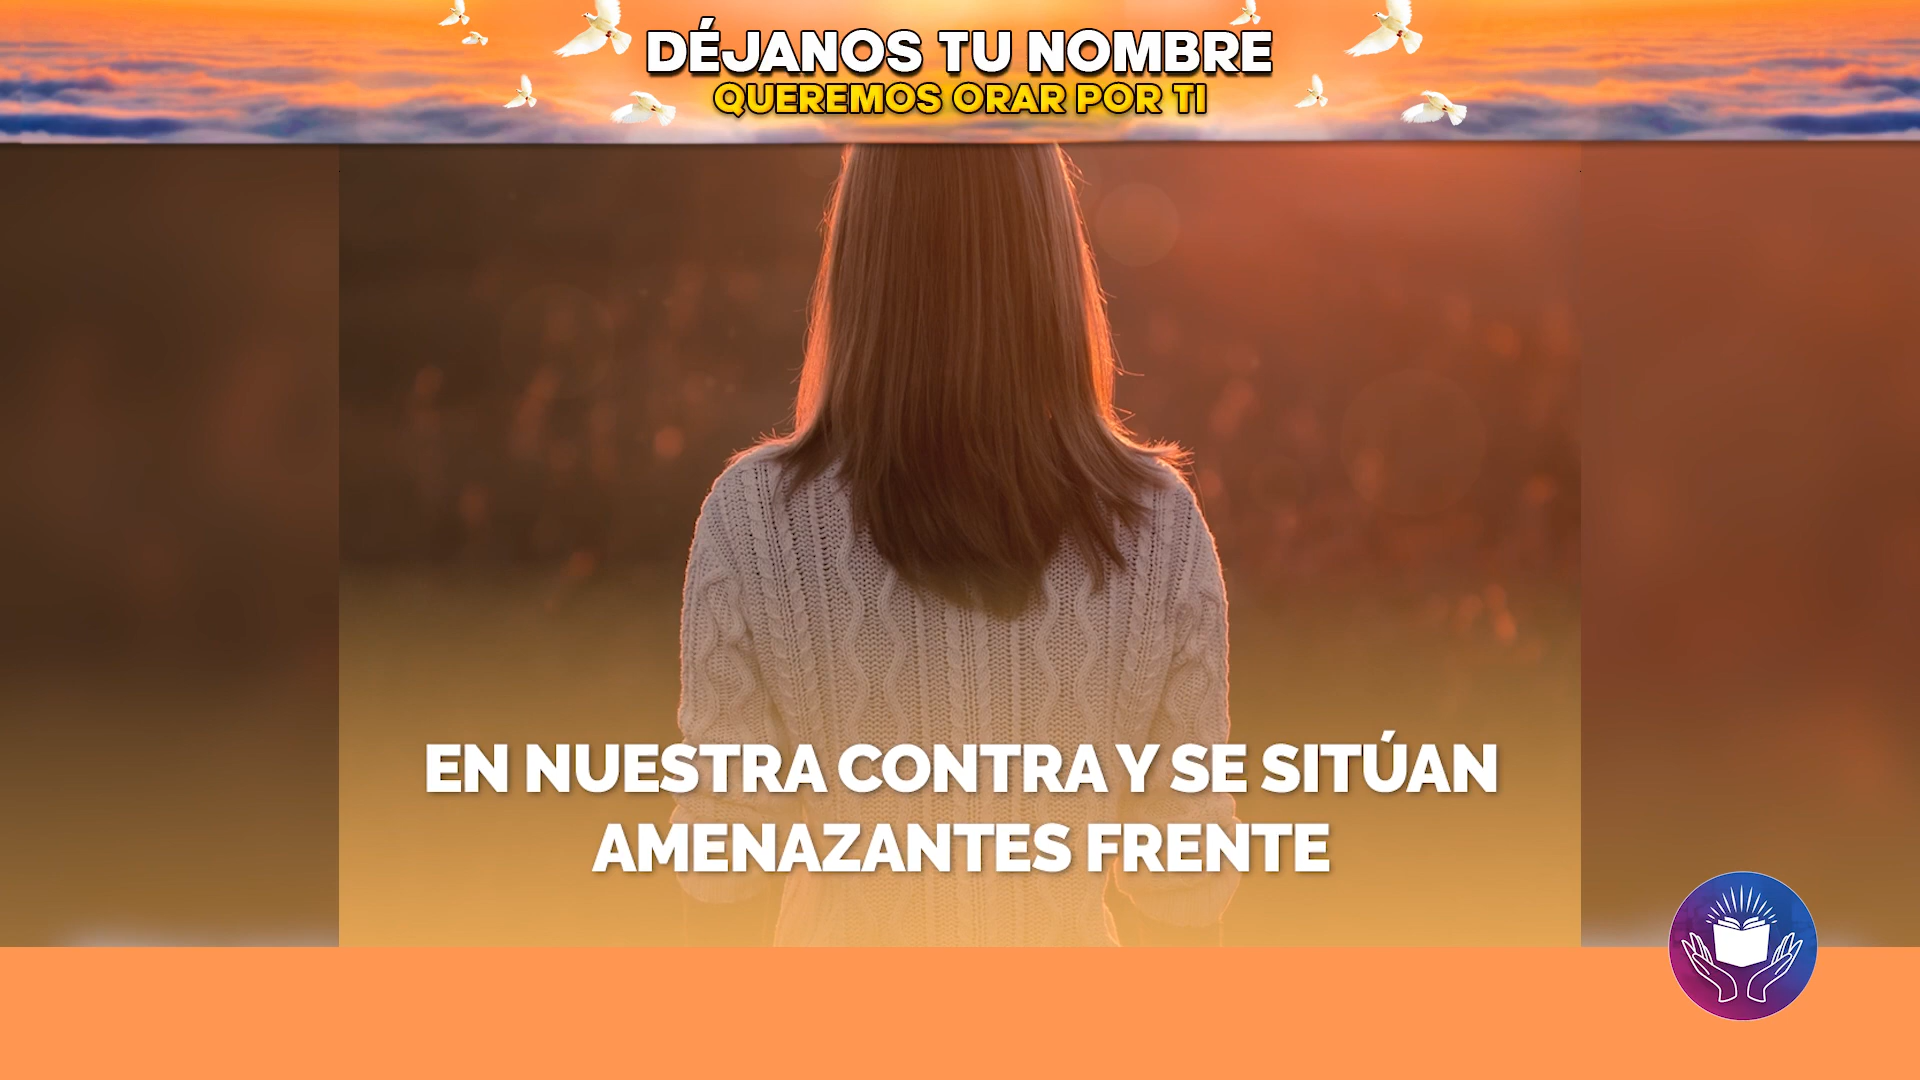 DÉJANOS TU NOMBRE
QUEREMOS ORAR POR TI
EN NUESTRA CONTRA Y SE SITÚAN
AMENAZANTES FRENTE